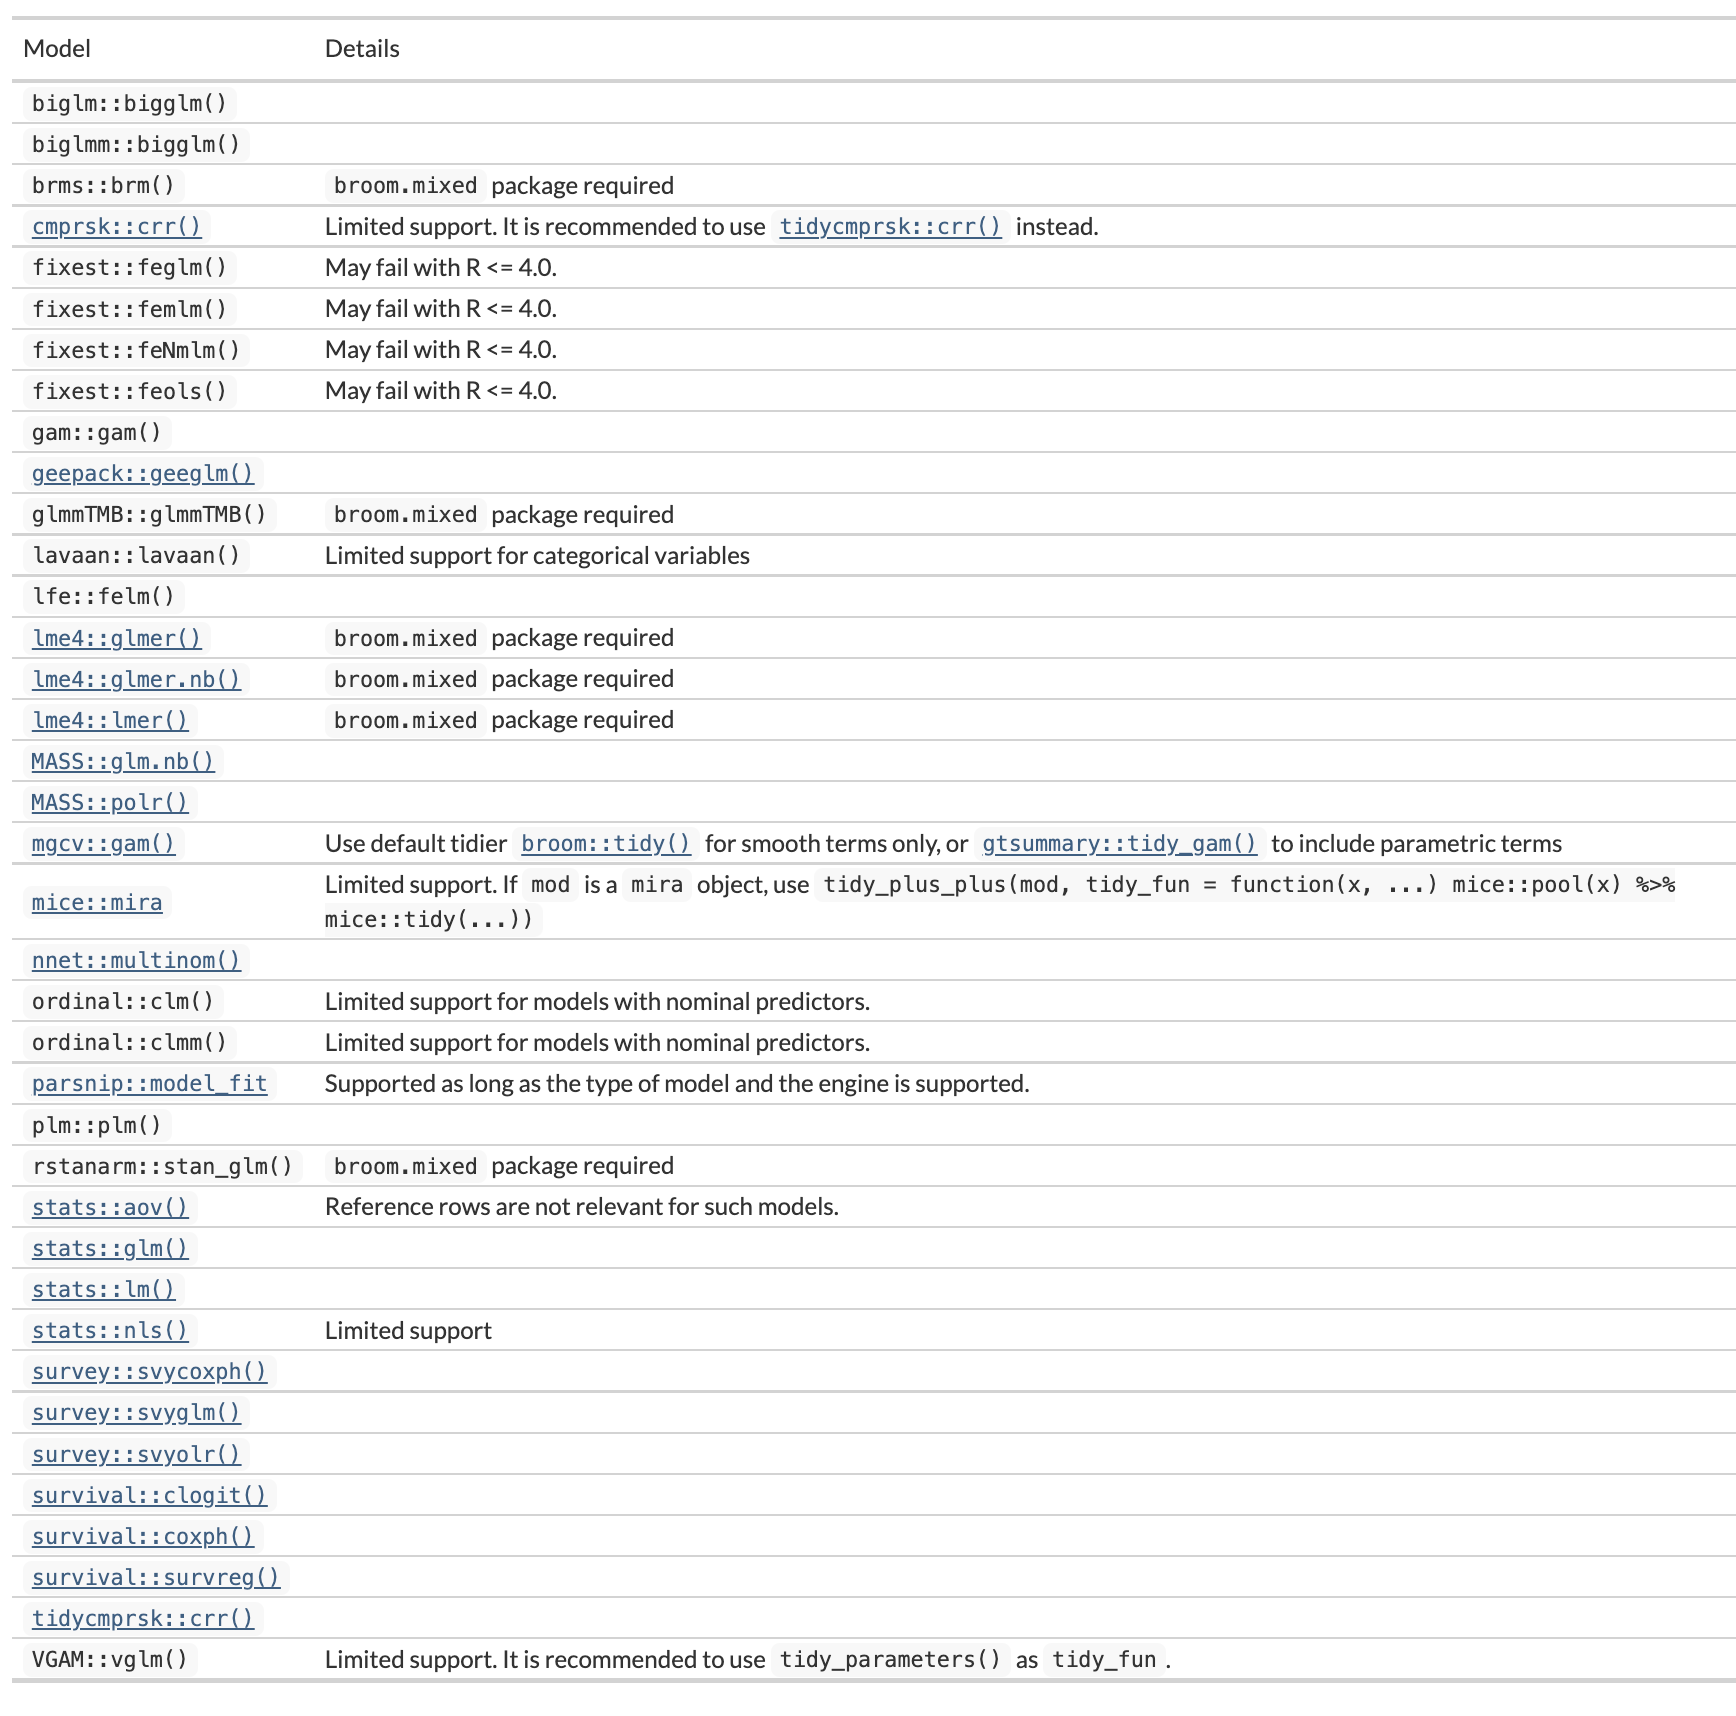 Model Details
biglm::bigglm()
biglmm::bigglm()
brms::brm() broom.mixed package required
cmprsk::crr() Limited support. It is recommended to use tidycmprsk::crr() instead.
fixest::feglm() May fail with R <= 4.0.
fixest::femlm() May fail with R <= 4.0.
fixest::feNmlm() May fail with R <= 4.0.
fixest::feols() May fail with R <= 4.0.
gam::gam()
geepack::geeglm()
glmmTMB::glmmTMB() broom.mixed package required
lavaan::lavaan() Limited support for categorical variables
lfe::felm()
lme4::glmer() broom.mixed package required
lme4::glmer.nb() broom.mixed package required
lme4::lmer() broom.mixed package required
MASS::glm.nb()
MASS::polr()
mgcv::gam() Use default tidier broom::tidy() for smooth terms only, or gtsummary::tidy_gam() to include parametric terms
mice::mira Limited support. If mod is a mira object, use tidy_plus_plus(mod, tidy_fun = function(x, ...) mice::pool(x) %>%
mice::tidy(...))
nnet::multinom()
ordinal::clm() Limited support for models with nominal predictors.
ordinal::clmm() Limited support for models with nominal predictors.
parsnip::model_fit Supported as long as the type of model and the engine is supported.
plm::plm()
rstanarm::stan_glm() broom.mixed package required
stats::aov() Reference rows are not relevant for such models.
stats::glm()
stats::lm()
stats::nls() Limited support
survey::svycoxph()
survey::svyglm()
survey::svyolr()
survival::clogit()
survival::coxph()
survival::survreg()
tidycmprsk::crr()
VGAM::vglm() Limited support. It is recommended to use tidy_parameters() as tidy_fun .